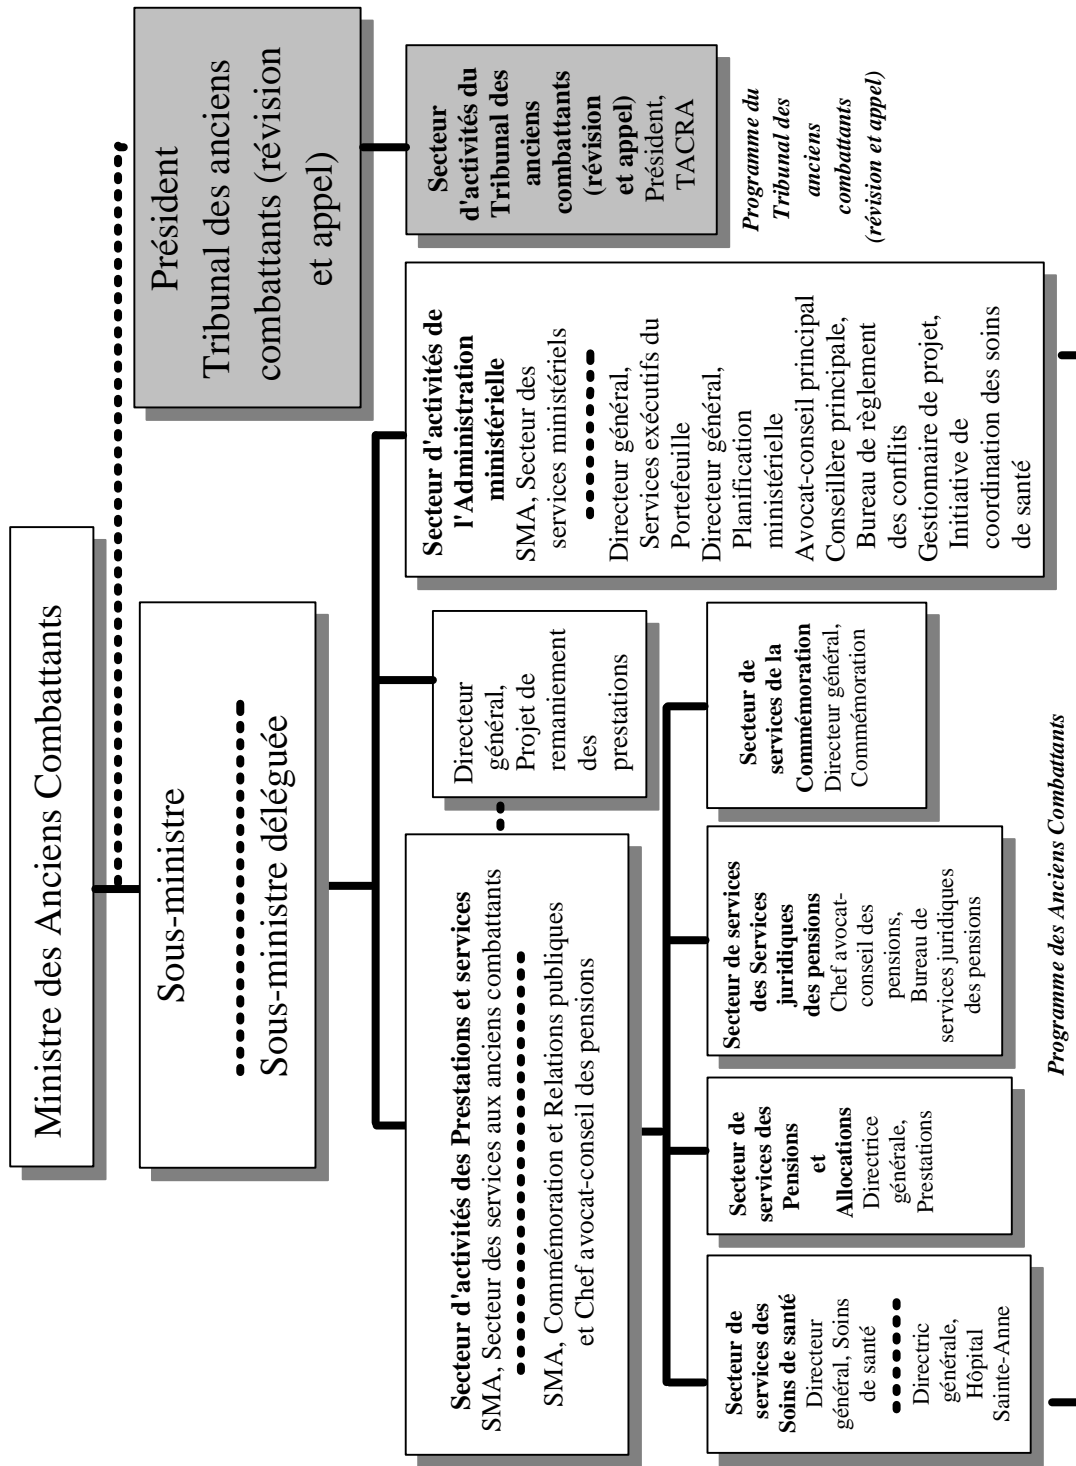 Ministre des Anciens Combattants
Sous-ministre
Sous-ministre déléguée
Président
Tribunal des anciens
combattants (révision
et appel)
Secteur d'activités des Prestations et services
SMA, Secteur des services aux anciens combattants
SMA, Commémoration et Relations publiques
et Chef avocat-conseil des pensions
Directeur
général,
Projet de
remaniement
des
prestations
Secteur d'activités de
l'Administration
ministérielle
SMA, Secteur des
services ministériels
Directeur général,
Services exécutifs du
Portefeuille
Directeur général,
Planification
ministérielle
Avocat-conseil principal
Conseillère principale,
Bureau de règlement
des conflits
Gestionnaire de projet,
Initiative de
coordination des soins
de santé
Secteur
d'activités du
Tribunal des
anciens
combattants
(révision
et appel)
Président,
TACRA
Programme du
Tribunal des
anciens
combattants
(révision et appel)
Secteur de
services des
Soins de santé
Directeur
général, Soins
de santé
Directric
générale,
Hôpital
Sainte-Anne
Secteur de
services des
Pensions
et
Allocations
Directrice
générale,
Prestations
Secteur de services
des Services
juridiques
des pensions
Chef avocat-
conseil des
pensions,
Bureau de
services juridiques
des pensions
Secteur de
services de la
Commémoration
Directeur général,
Commémoration
Programme des Anciens Combattants